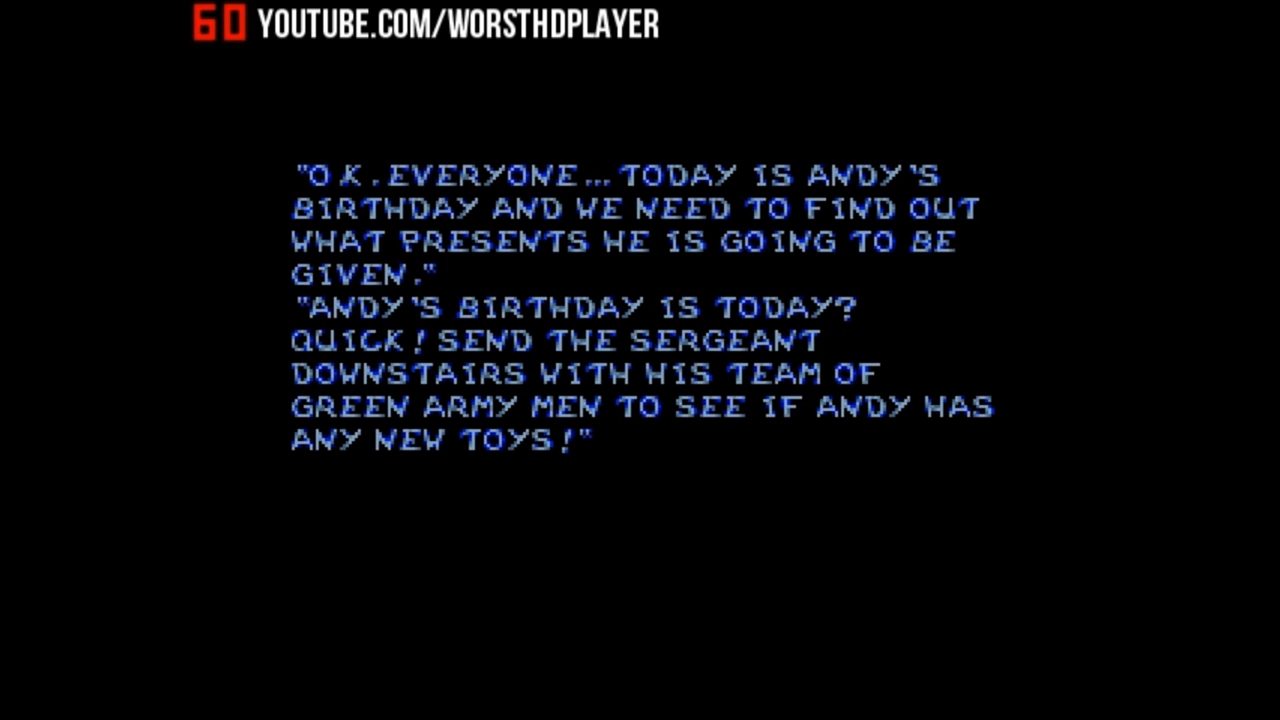 60 YOUTUBE.COM/WORSTHDPLAYER
"O K. EVERYONE... TODAY IS ANDY'S
BIRTHDAY AND WE NEED TO FIND OUT
WHAT PRESENTS HE IS GOING TO BE
GIVEN."
"ANDY'S BIRTHDAY IS TODAY?
QUICK! SEND THE SERGEANT
DOWNSTAIRS WITH HIS TEAM OF
GREEN ARMY MEN TO SEE IF ANDY HAS
ANY NEW TOYS!"